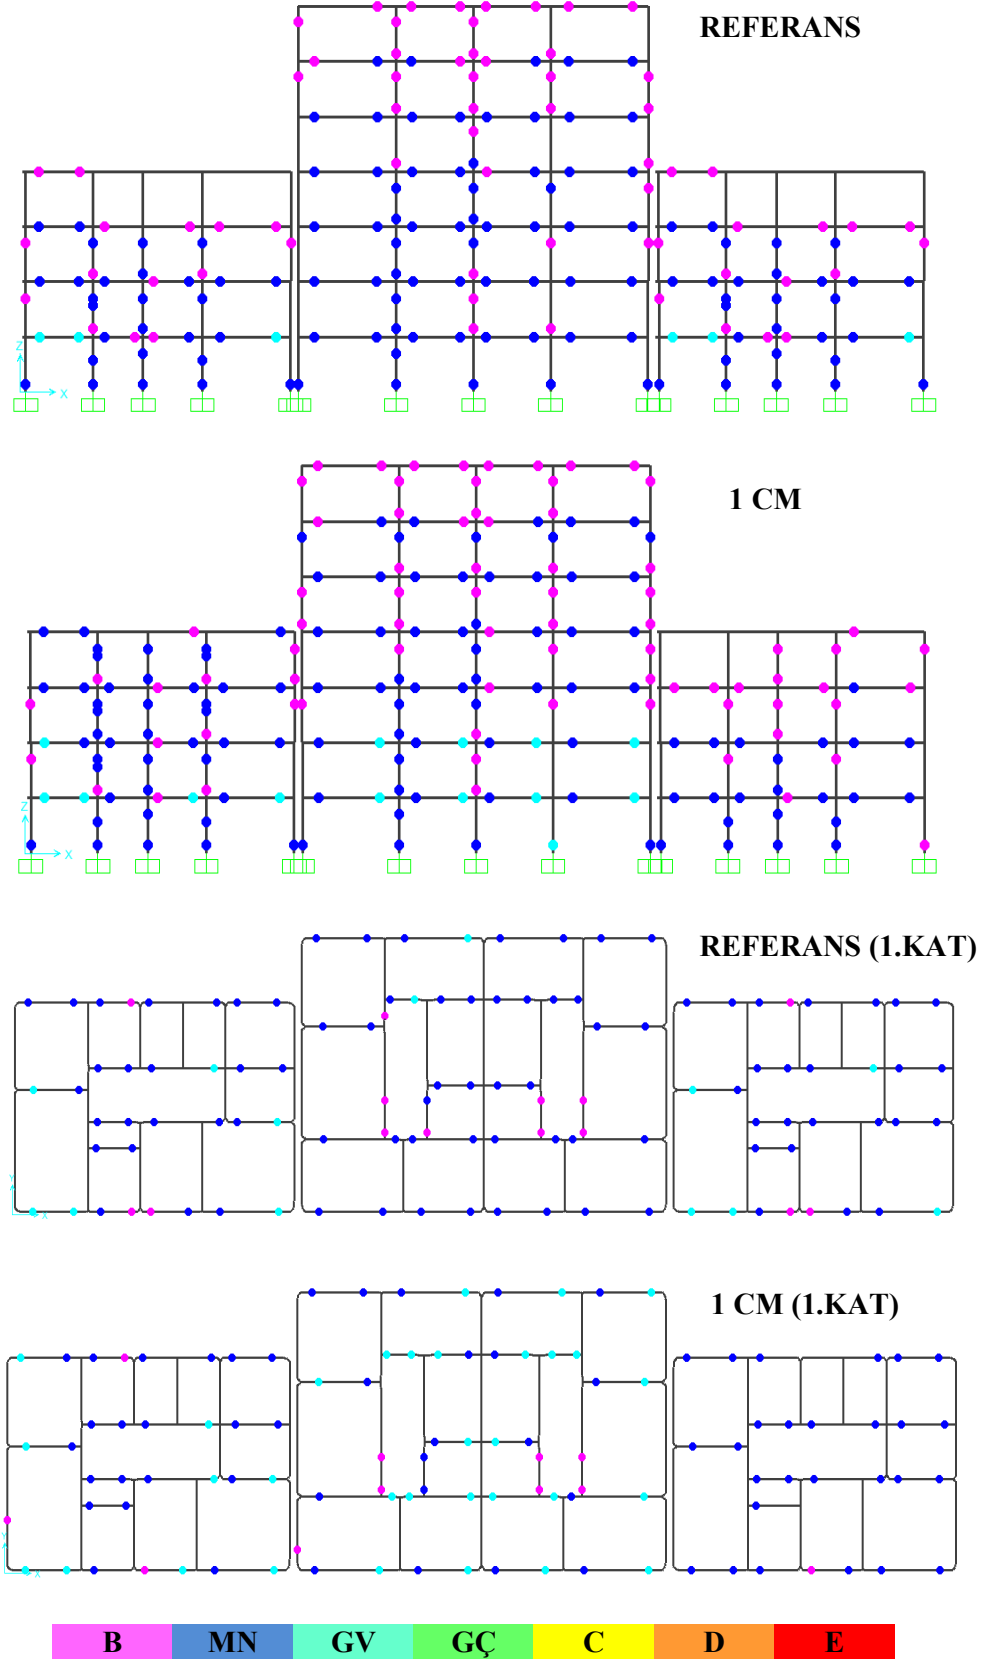 REFERANS
Z
X
1 CM
Z
X
REFERANS (1.KAT)
Y
X
1 CM (1.KAT)
Y
X
B MN GV GÇ C D E